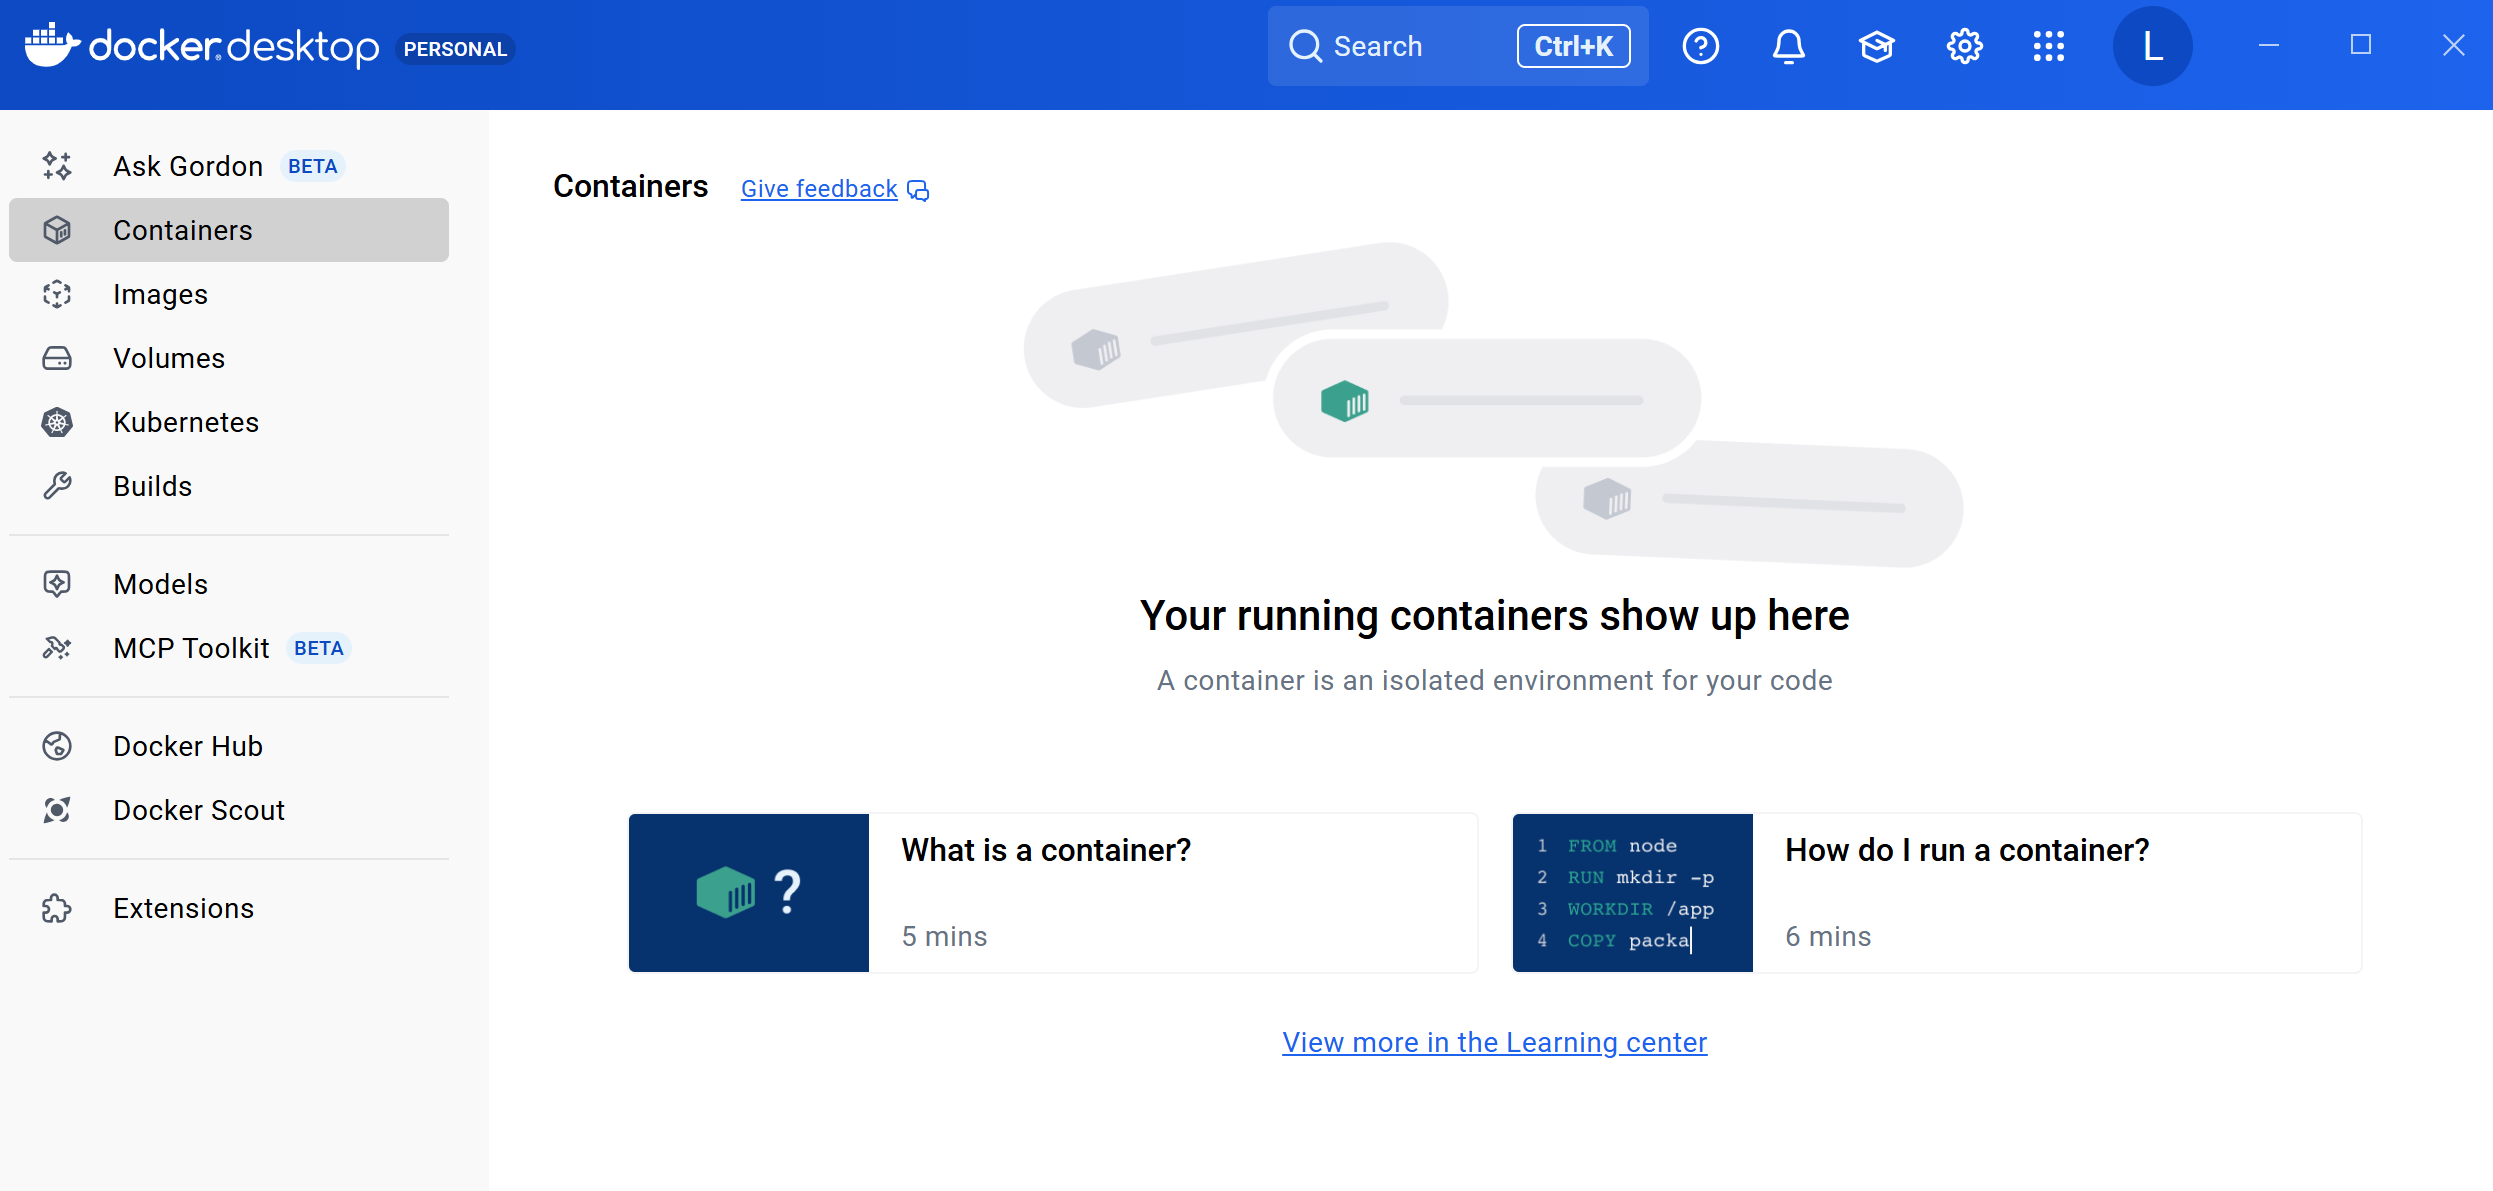 docker desktop PERSONAL
Search Ctrl+K
L
Ask Gordon BETA
Containers
Images
Volumes
Kubernetes
Builds
Models
MCP Toolkit BETA
Docker Hub
Docker Scout
Extensions
Containers Give feedback
Your running containers show up here
A container is an isolated environment for your code
?
What is a container?
5 mins
1 FROM node
2 RUN mkdir -p
3 WORKDIR /app
4 COPY packa
How do I run a container?
6 mins
View more in the Learning center